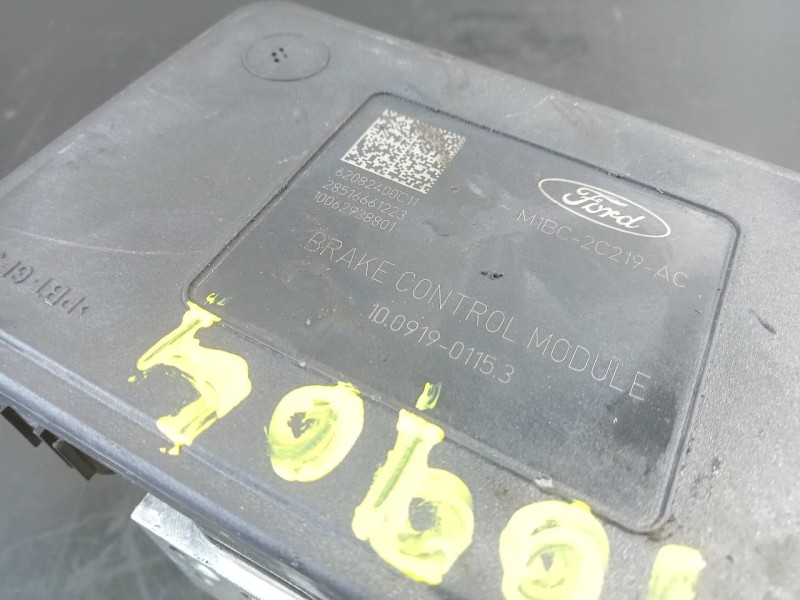 Ford
M1BC-2C219-AC
62082400C11
28516661223
10062938801
BRAKE CONTROL MODULE
10.0919-0115.3